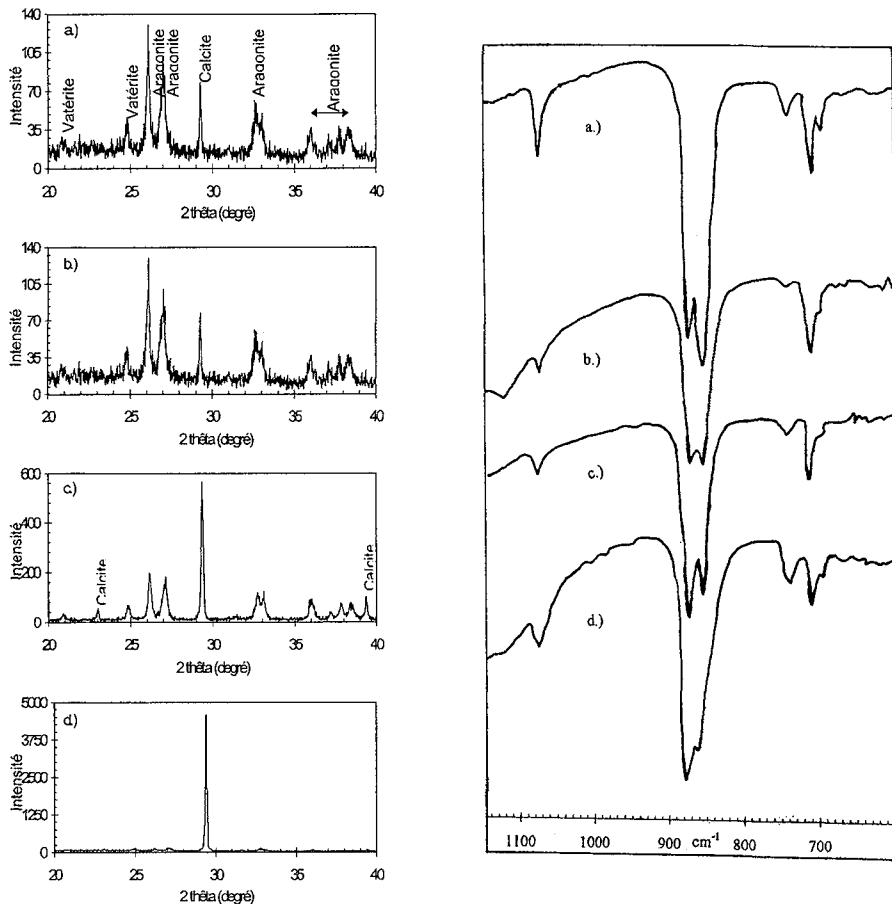 a.)
Intensité
140
105
70
35
0
Vatérite
Vatérite
Aragonite
Aragonite
Calcite
Aragonite
Aragonite
20
25
30
35
40
2 thêta (degré)
b.)
Intensité
140
105
70
35
0
20
25
30
35
40
2 thêta (degré)
c.)
Intensité
600
400
200
0
Calcite
Calcite
20
25
30
35
40
2 thêta (degré)
d.)
Intensité
5000
3750
2500
1250
0
20
25
30
35
40
2 thêta (degré)
a.)
b.)
c.)
d.)
1100
1000
900
cm-1
800
700